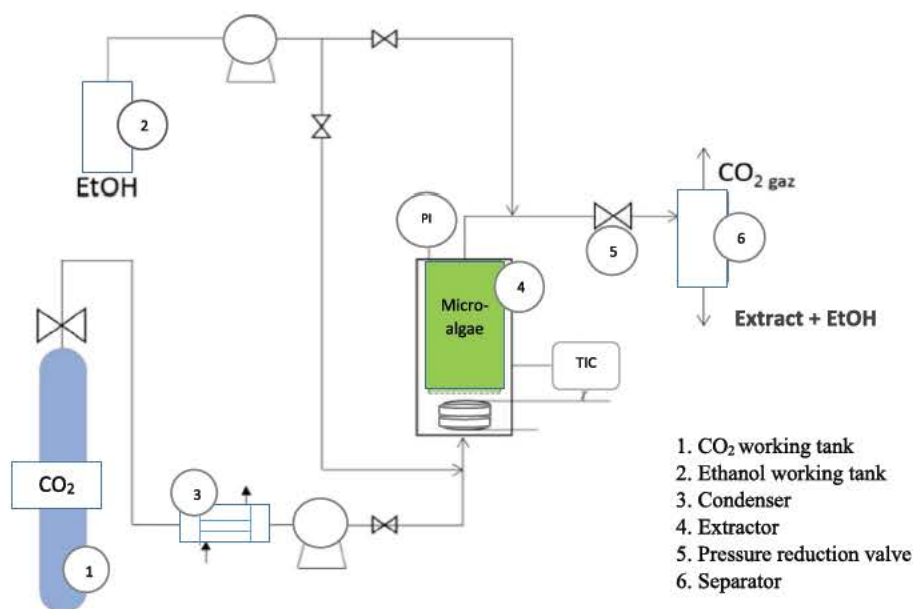 2
EtOH
PI
CO₂ gaz
5
6
4
Micro-
algae
Extract + EtOH
TIC
CO₂
3
1
1. CO₂ working tank
2. Ethanol working tank
3. Condenser
4. Extractor
5. Pressure reduction valve
6. Separator